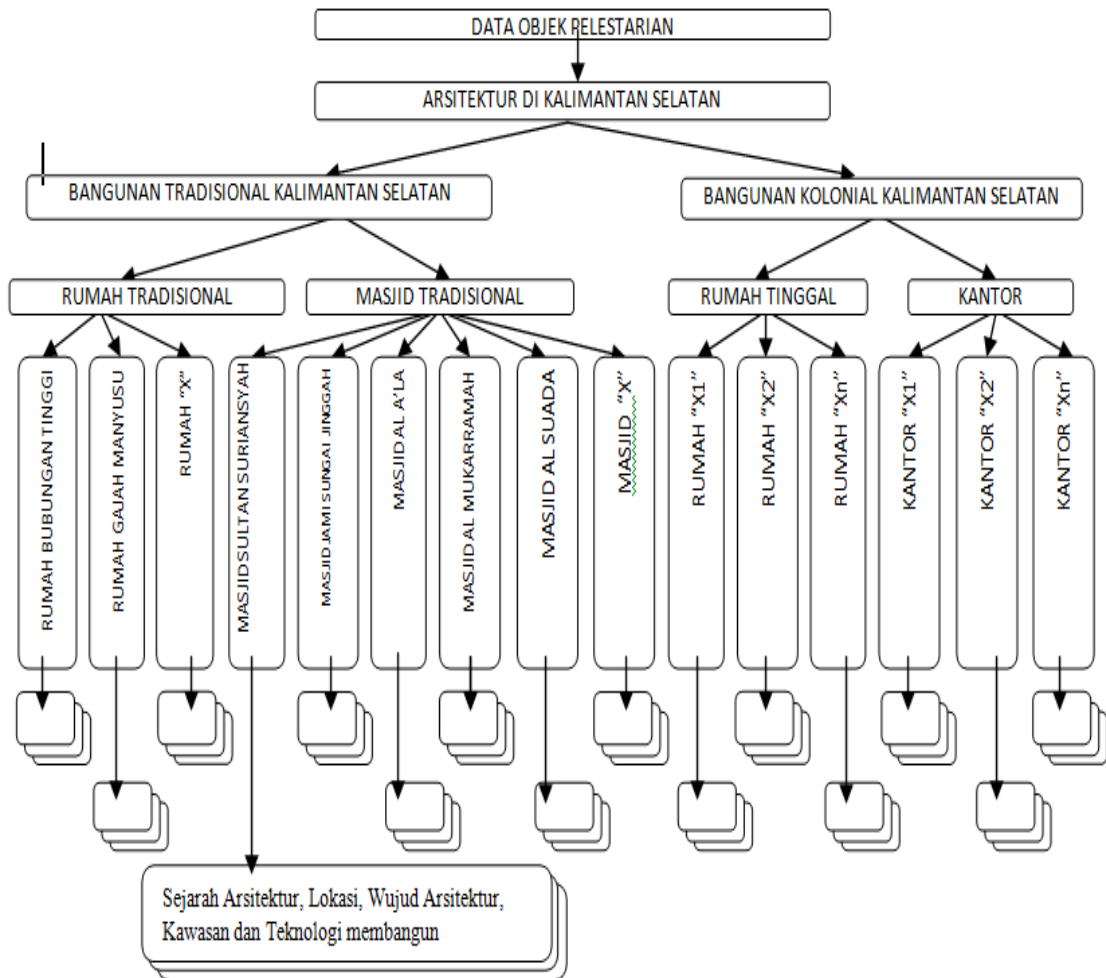 DATA OBJEK PELESTARIAN
ARSITEKTUR DI KALIMANTAN SELATAN
BANGUNAN TRADISIONAL KALIMANTAN SELATAN
BANGUNAN KOLONIAL KALIMANTAN SELATAN
RUMAH TRADISIONAL
MASJID TRADISIONAL
RUMAH TINGGAL
KANTOR
RUMAH BUBUNGAN TINGGI
RUMAH GAJAH MANYUSU
RUMAH “X”
MASJID SULTAN SURIANSYAH
MASJID JAMI SUNGAI JINGGAH
MASJID AL A’LA
MASJID AL MUKARRAMAH
MASJID AL SUADA
MASJID “X”
RUMAH “X1”
RUMAH “X2”
RUMAH “Xn”
KANTOR “X1”
KANTOR “X2”
KANTOR “Xn”
Sejarah Arsitektur, Lokasi, Wujud Arsitektur,
Kawasan dan Teknologi membangun